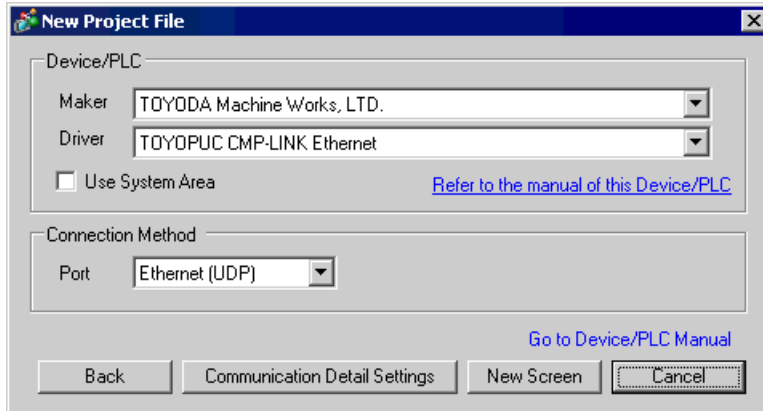 New Project File
Device/PLC
Maker TOYODA Machine Works, LTD.
Driver TOYOPUC CMP-LINK Ethernet
Use System Area Refer to the manual of this Device/PLC
Connection Method
Port Ethernet (UDP)
Go to Device/PLC Manual
Back Communication Detail Settings New Screen Cancel